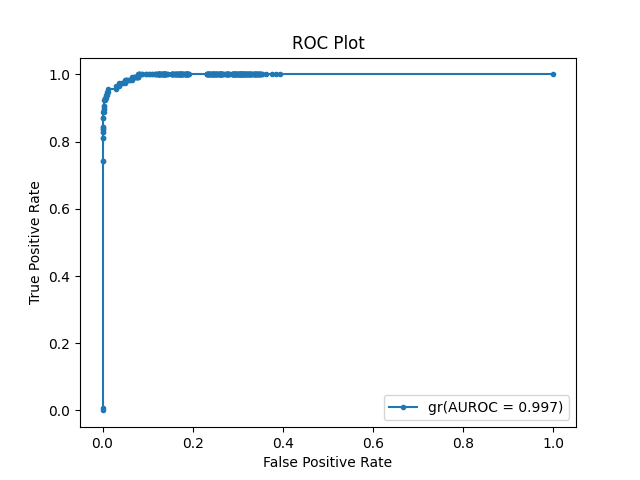 ROC Plot
True Positive Rate
1.0
0.8
0.6
0.4
0.2
0.0
gr(AUROC = 0.997)
0.0 0.2 0.4 0.6 0.8 1.0
False Positive Rate